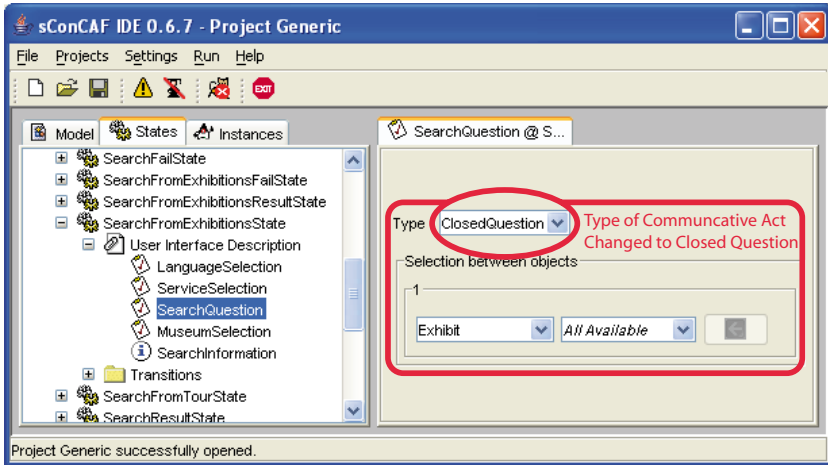 sConCAF IDE 0.6.7 - Project Generic
File Projects Settings Run Help
EXIT
Model States Instances
SearchFailState
SearchFromExhibitionsFailState
SearchFromExhibitionsResultState
SearchFromExhibitionsState
User Interface Description
LanguageSelection
ServiceSelection
SearchQuestion
MuseumSelection
SearchInformation
Transitions
SearchFromTourState
SearchResultState
SearchQuestion @ S...
Type ClosedQuestion
Type of Communcative Act
Changed to Closed Question
Selection between objects
1
Exhibit All Available
Project Generic successfully opened.